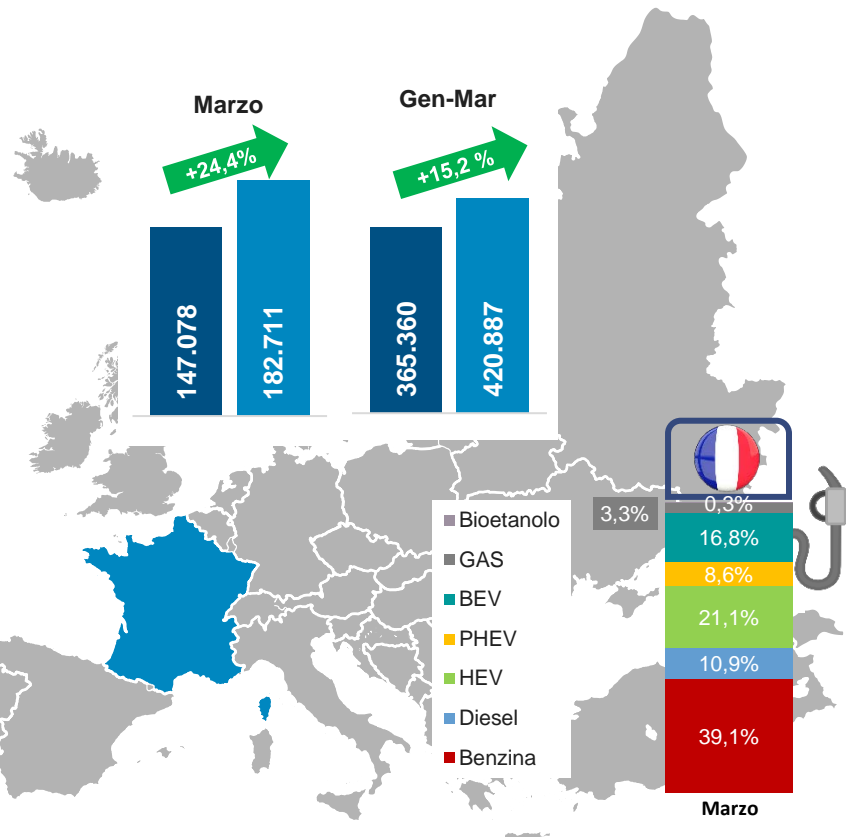 Marzo
+24,4%
147.078
182.711
Gen-Mar
+15,2 %
365.360
420.887
Bioetanolo
GAS
BEV
PHEV
HEV
Diesel
Benzina
3,3%
0,3%
16,8%
8,6%
21,1%
10,9%
39,1%
Marzo